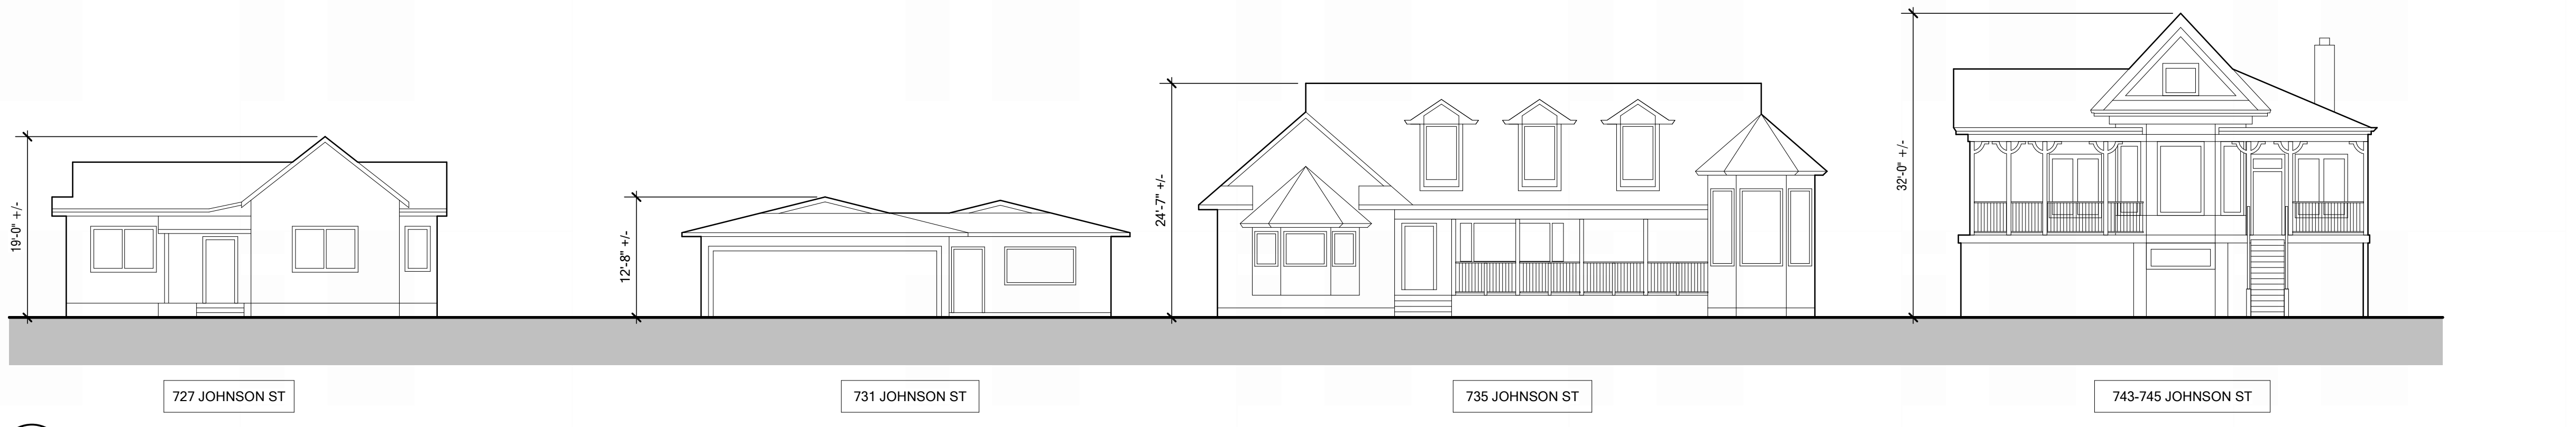 19'-0" +/-
12'-8" +/-
24'-7" +/-
32'-0" +/-
727 JOHNSON ST
731 JOHNSON ST
735 JOHNSON ST
743-745 JOHNSON ST